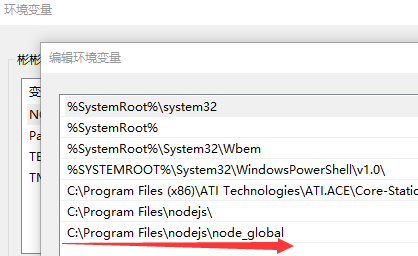 环境变量
编辑环境变量
彬彬
变
%SystemRoot%\system32
%SystemRoot%
%SystemRoot%\System32\Wbem
%SYSTEMROOT%\System32\WindowsPowerShell\v1.0\
C:\Program Files (x86)\ATI Technologies\ATI.ACE\Core-Static
C:\Program Files\nodejs\
C:\Program Files\nodejs\node_global
Pa
TE
TM